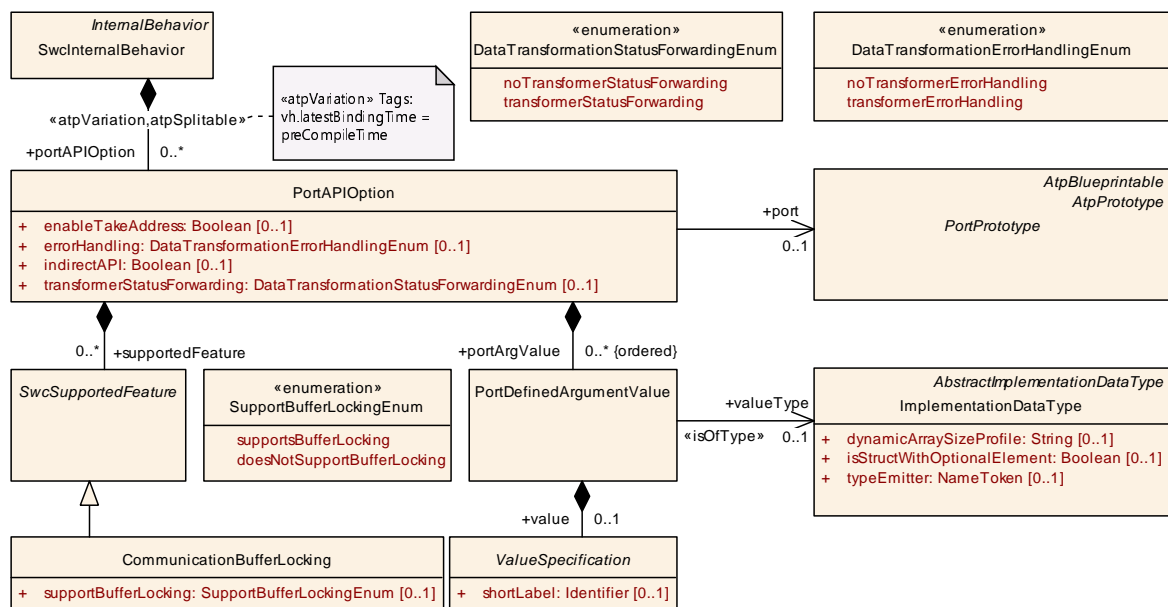 InternalBehavior
SwcInternalBehavior
«enumeration»
DataTransformationStatusForwardingEnum
noTransformerStatusForwarding
transformerStatusForwarding
«enumeration»
DataTransformationErrorHandlingEnum
noTransformerErrorHandling
transformerErrorHandling
«atpVariation» Tags:
vh.latestBindingTime =
preCompileTime
«atpVariation,atpSplitable»
+portAPIOption
0..*
PortAPIOption
+ enableTakeAddress: Boolean [0..1]
+ errorHandling: DataTransformationErrorHandlingEnum [0..1]
+ indirectAPI: Boolean [0..1]
+ transformerStatusForwarding: DataTransformationStatusForwardingEnum [0..1]
+port
0..1
AtpBlueprintable
AtpPrototype
PortPrototype
0..*
+supportedFeature
+portArgValue
0..* {ordered}
SwcSupportedFeature
«enumeration»
SupportBufferLockingEnum
supportsBufferLocking
doesNotSupportBufferLocking
PortDefinedArgumentValue
+valueType
«isOfType»
0..1
AbstractImplementationDataType
ImplementationDataType
+ dynamicArraySizeProfile: String [0..1]
+ isStructWithOptionalElement: Boolean [0..1]
+ typeEmitter: NameToken [0..1]
+value
0..1
CommunicationBufferLocking
+ supportBufferLocking: SupportBufferLockingEnum [0..1]
ValueSpecification
+ shortLabel: Identifier [0..1]